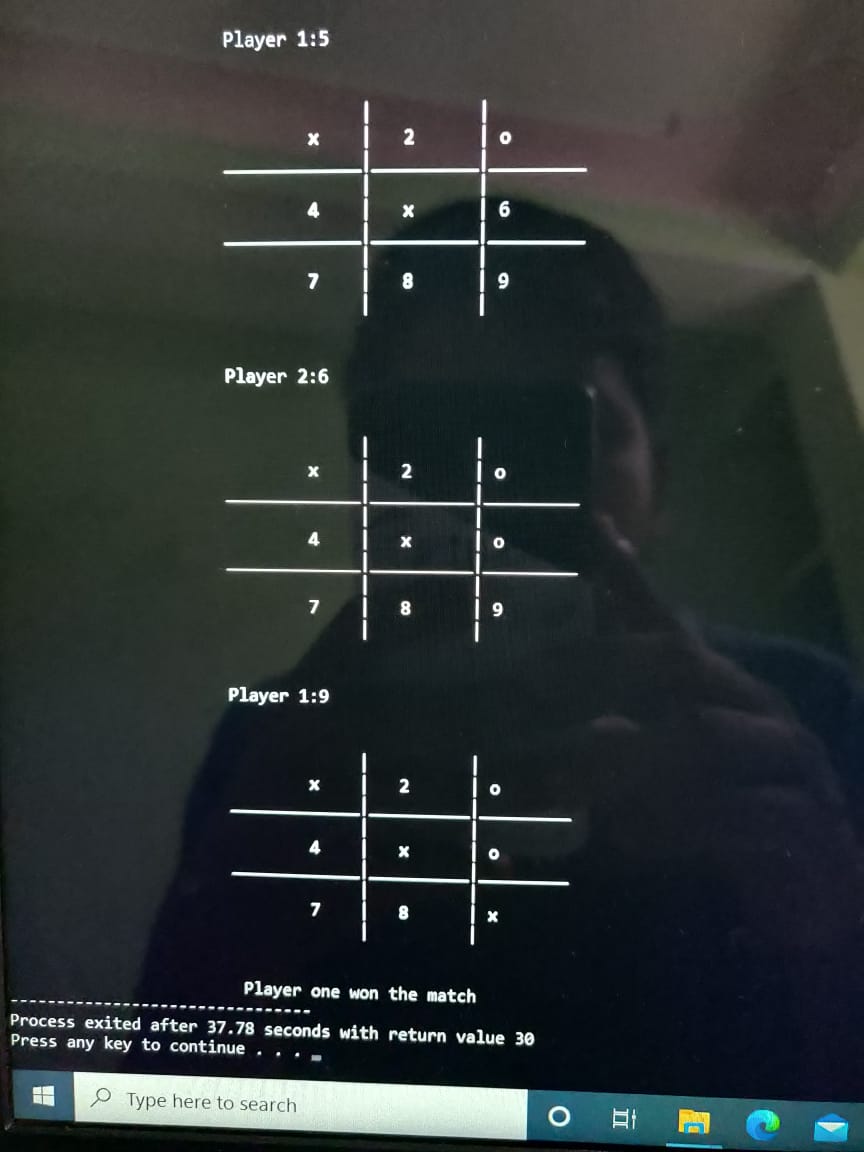 Player 1:5
x 2 o
4 x 6
7 8 9
Player 2:6
x 2 o
4 x o
7 8 9
Player 1:9
x 2 o
4 x o
7 8 x
Player one won the match
--------------------------------
Process exited after 37.78 seconds with return value 30
Press any key to continue . . .
Type here to search